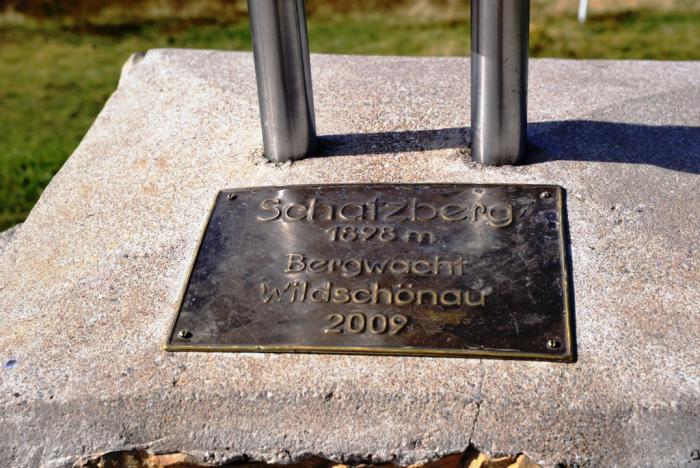 Schatzberg
1898 m
Bergwacht
Wildschönau
2009